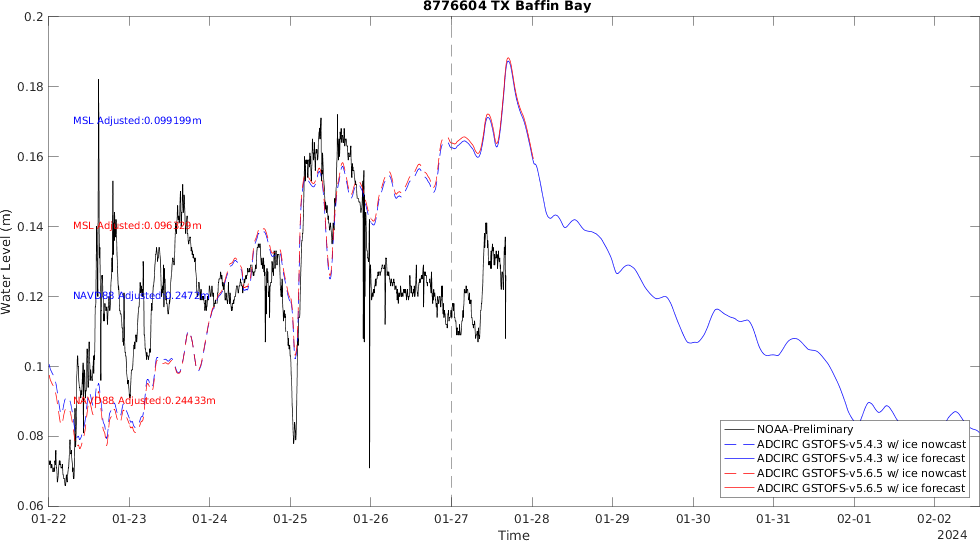 8776604 TX Baffin Bay
Water Level (m)
0.2
0.18
0.16
0.14
0.12
0.1
0.08
0.06
MSL Adjusted:0.099199m
MSL Adjusted:0.096329m
NAVD88 Adjusted:0.2472m
NAVD88 Adjusted:0.24433m
NOAA-Preliminary
ADCIRC GSTOFS-v5.4.3 w/ ice nowcast
ADCIRC GSTOFS-v5.4.3 w/ ice forecast
ADCIRC GSTOFS-v5.6.5 w/ ice nowcast
ADCIRC GSTOFS-v5.6.5 w/ ice forecast
01-22 01-23 01-24 01-25 01-26 01-27 01-28 01-29 01-30 01-31 02-01 02-02
Time
2024